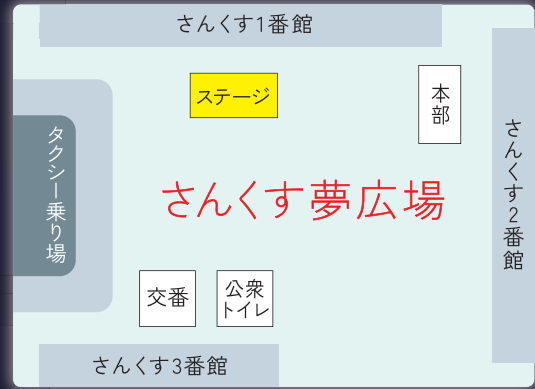 さんくす1番館
ステージ
本部
さんくす2番館
タクシー乗り場
さんくす夢広場
交番
公衆
トイレ
さんくす3番館